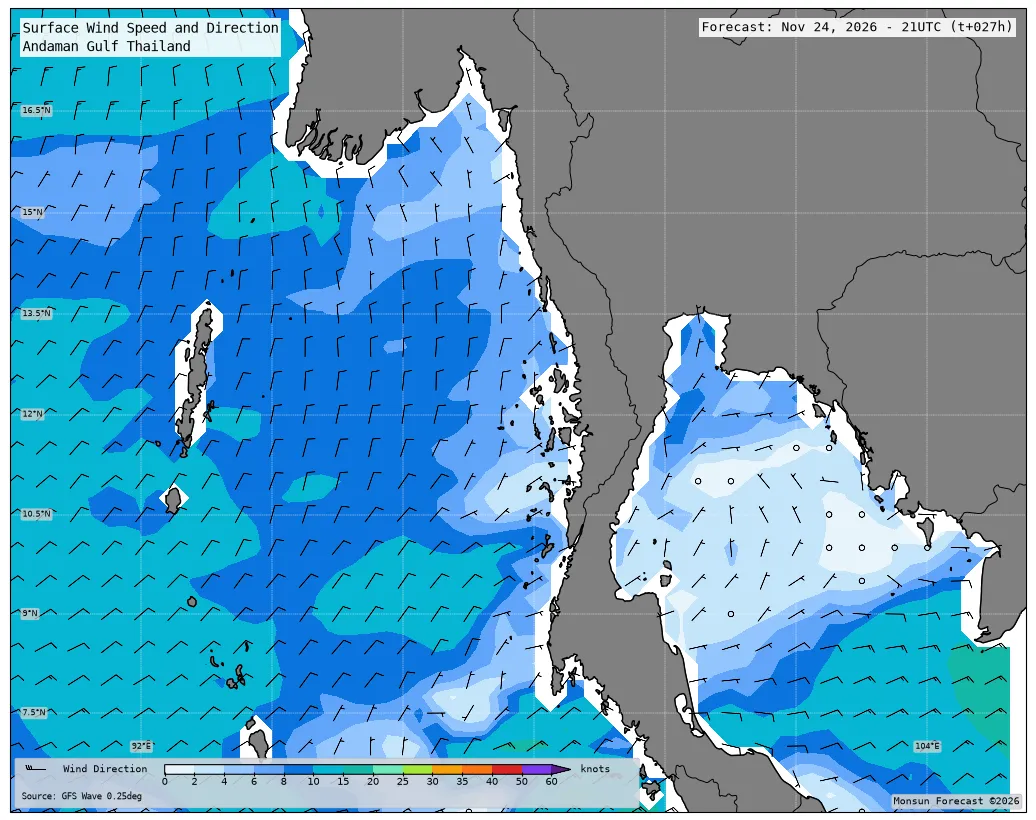 Surface Wind Speed and Direction
Andaman Gulf Thailand
Forecast: Nov 24, 2026 - 21UTC (t+027h)
16.5°N
15°N
13.5°N
12°N
10.5°N
9°N
7.5°N
92°E
104°E
Wind Direction
0 2 4 6 8 10 15 20 25 30 35 40 50 60
knots
Source: GFS Wave 0.25deg
Monsun Forecast ©2026